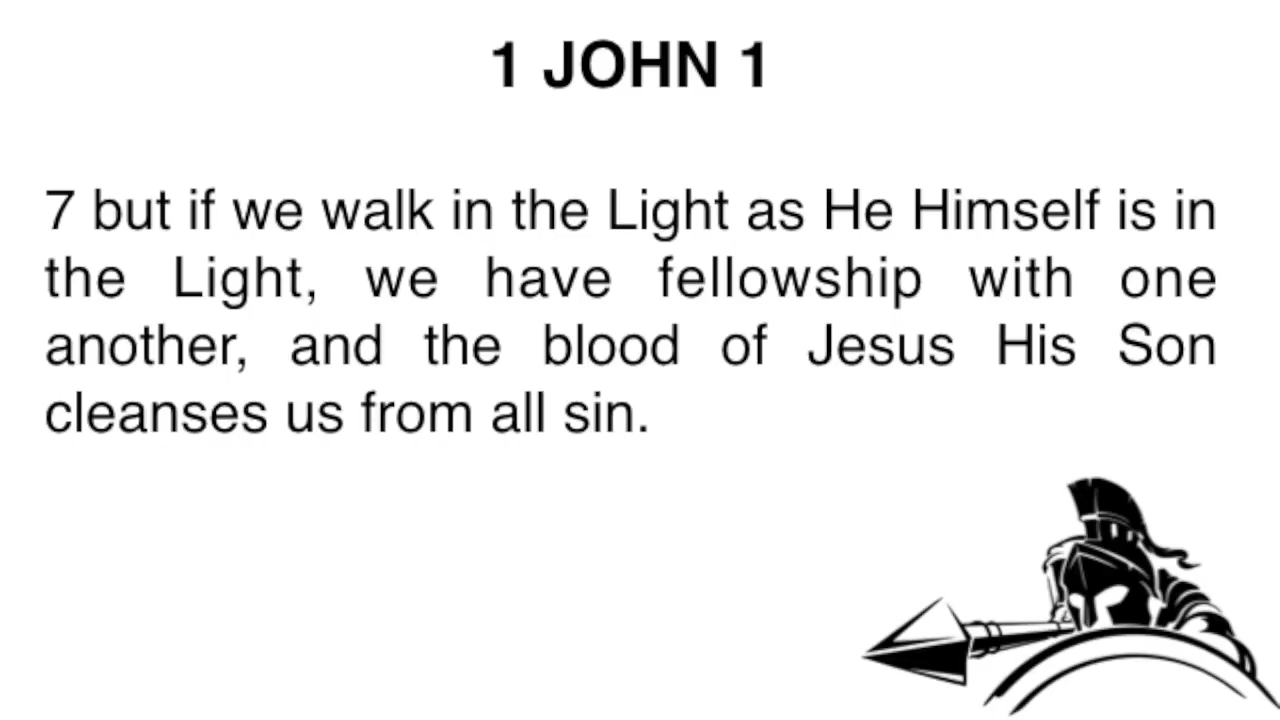 1 JOHN 1
7 but if we walk in the Light as He Himself is in
the Light, we have fellowship with one
another, and the blood of Jesus His Son
cleanses us from all sin.